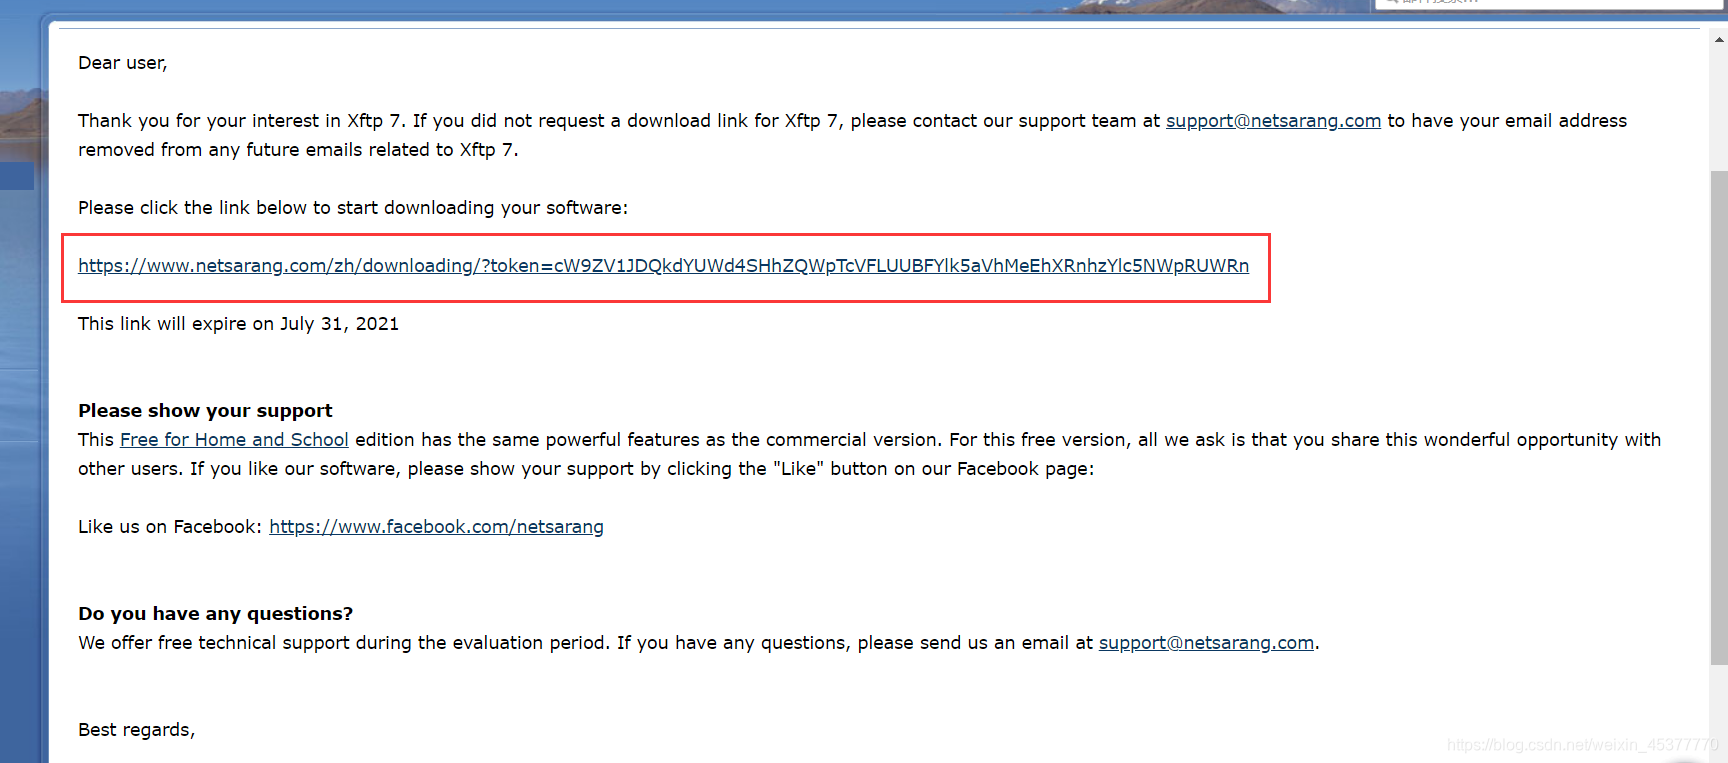 Dear user,
Thank you for your interest in Xftp 7. If you did not request a download link for Xftp 7, please contact our support team at support@netsarang.com to have your email address
removed from any future emails related to Xftp 7.
Please click the link below to start downloading your software:
https://www.netsarang.com/zh/downloading/?token=cW9ZV1JDQkdYUWd4SHhZQWpTcVFLUUBFYlk5aVhMeEhXRnhzYlc5NWpRUWRn
This link will expire on July 31, 2021
Please show your support
This Free for Home and School edition has the same powerful features as the commercial version. For this free version, all we ask is that you share this wonderful opportunity with
other users. If you like our software, please show your support by clicking the "Like" button on our Facebook page:
Like us on Facebook: https://www.facebook.com/netsarang
Do you have any questions?
We offer free technical support during the evaluation period. If you have any questions, please send us an email at support@netsarang.com.
Best regards,
https://blog.csdn.net/weixin_45377770